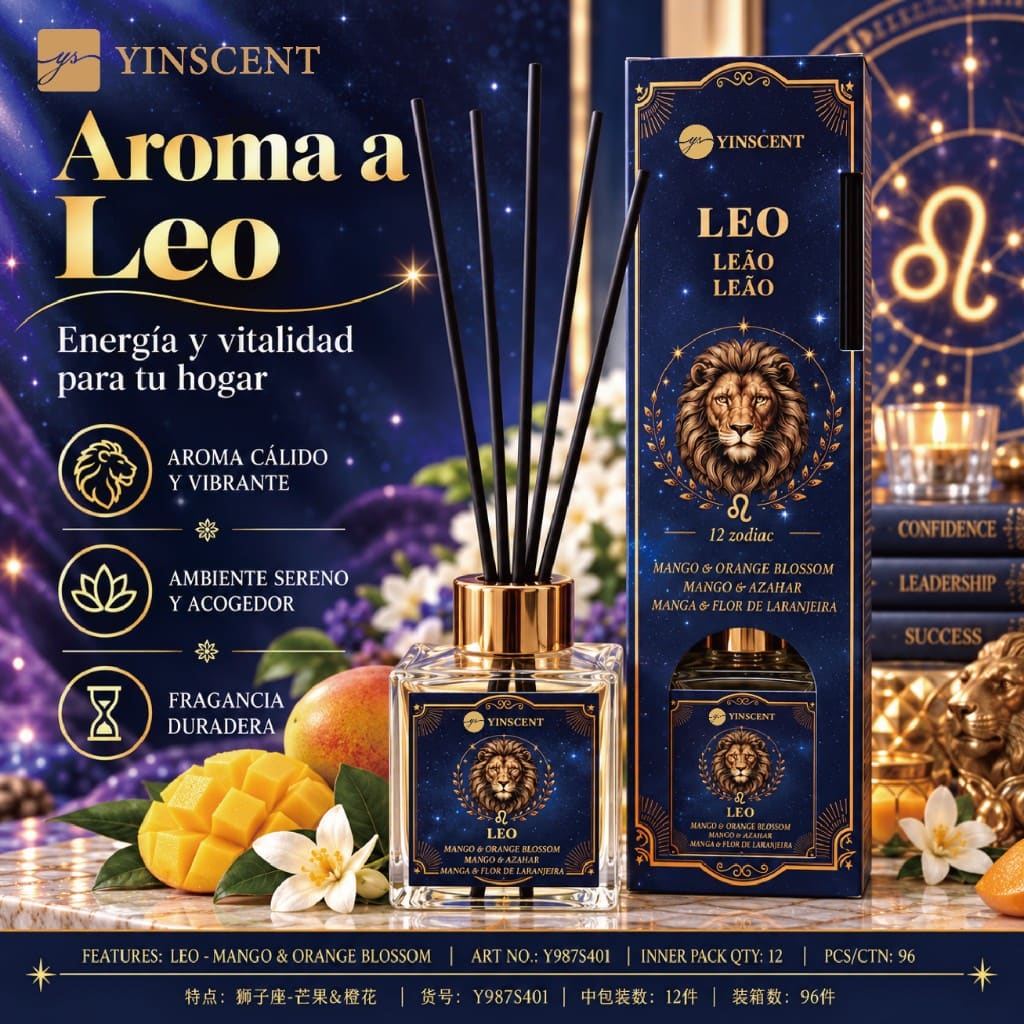 ys YINSCENT
Aroma a
Leo
Energía y vitalidad
para tu hogar
AROMA CÁLIDO
Y VIBRANTE
AMBIENTE SERENO
Y ACOGEDOR
FRAGANCIA
DURADERA
ys YINSCENT
LEO
LEÃO
LEÃO
12 zodiac
MANGO & ORANGE BLOSSOM
MANGO & AZAHAR
MANGA & FLOR DE LARANJEIRA
ys YINSCENT
LEO
MANGO & ORANGE BLOSSOM
MANGO & AZAHAR
MANGA & FLOR DE LARANJEIRA
ys YINSCENT
LEO
MANGO & ORANGE BLOSSOM
MANGO & AZAHAR
MANGA & FLOR DE LARANJEIRA
CONFIDENCE
LEADERSHIP
SUCCESS
FEATURES: LEO - MANGO & ORANGE BLOSSOM | ART NO.: Y987S401 | INNER PACK QTY: 12 | PCS/CTN: 96
特点：狮子座-芒果&橙花 | 货号：Y987S401 | 中包装数：12件 | 装箱数：96件